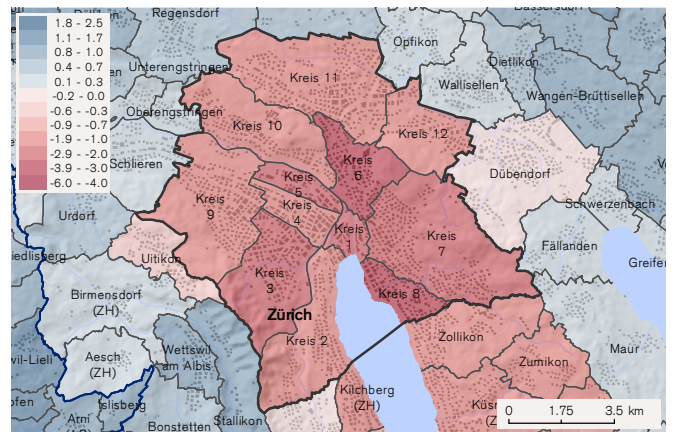 Regensdorf
Bassersdorf
1.8 - 2.5
1.1 - 1.7
0.8 - 1.0
0.4 - 0.7
0.1 - 0.3
-0.2 - 0.0
-0.6 - -0.3
-0.9 - -0.7
-1.9 - -1.0
-2.9 - -2.0
-3.9 - -3.0
-6.0 - -4.0
Opfikon
Dietlikon
Unterengstringen
Kreis 11
Wallisellen
Wangen-Brüttisellen
Oberengstringen
Kreis 10
Kreis 12
Schlieren
Kreis
6
Dübendorf
Kreis
5
Kreis
9
Kreis
4
Schwerzenbach
Urdorf
Kreis
1
Kreis
7
Fällanden
Uitikon
Greifen
Kreis
3
Kreis 8
Birmensdorf
(ZH)
Zürich
Zollikon
Maur
Kreis 2
Wettswil
am Albis
Aesch
(ZH)
Zumikon
Kilchberg
(ZH)
Stallikon
Bonstetten
Arni
0 1.75 3.5 km